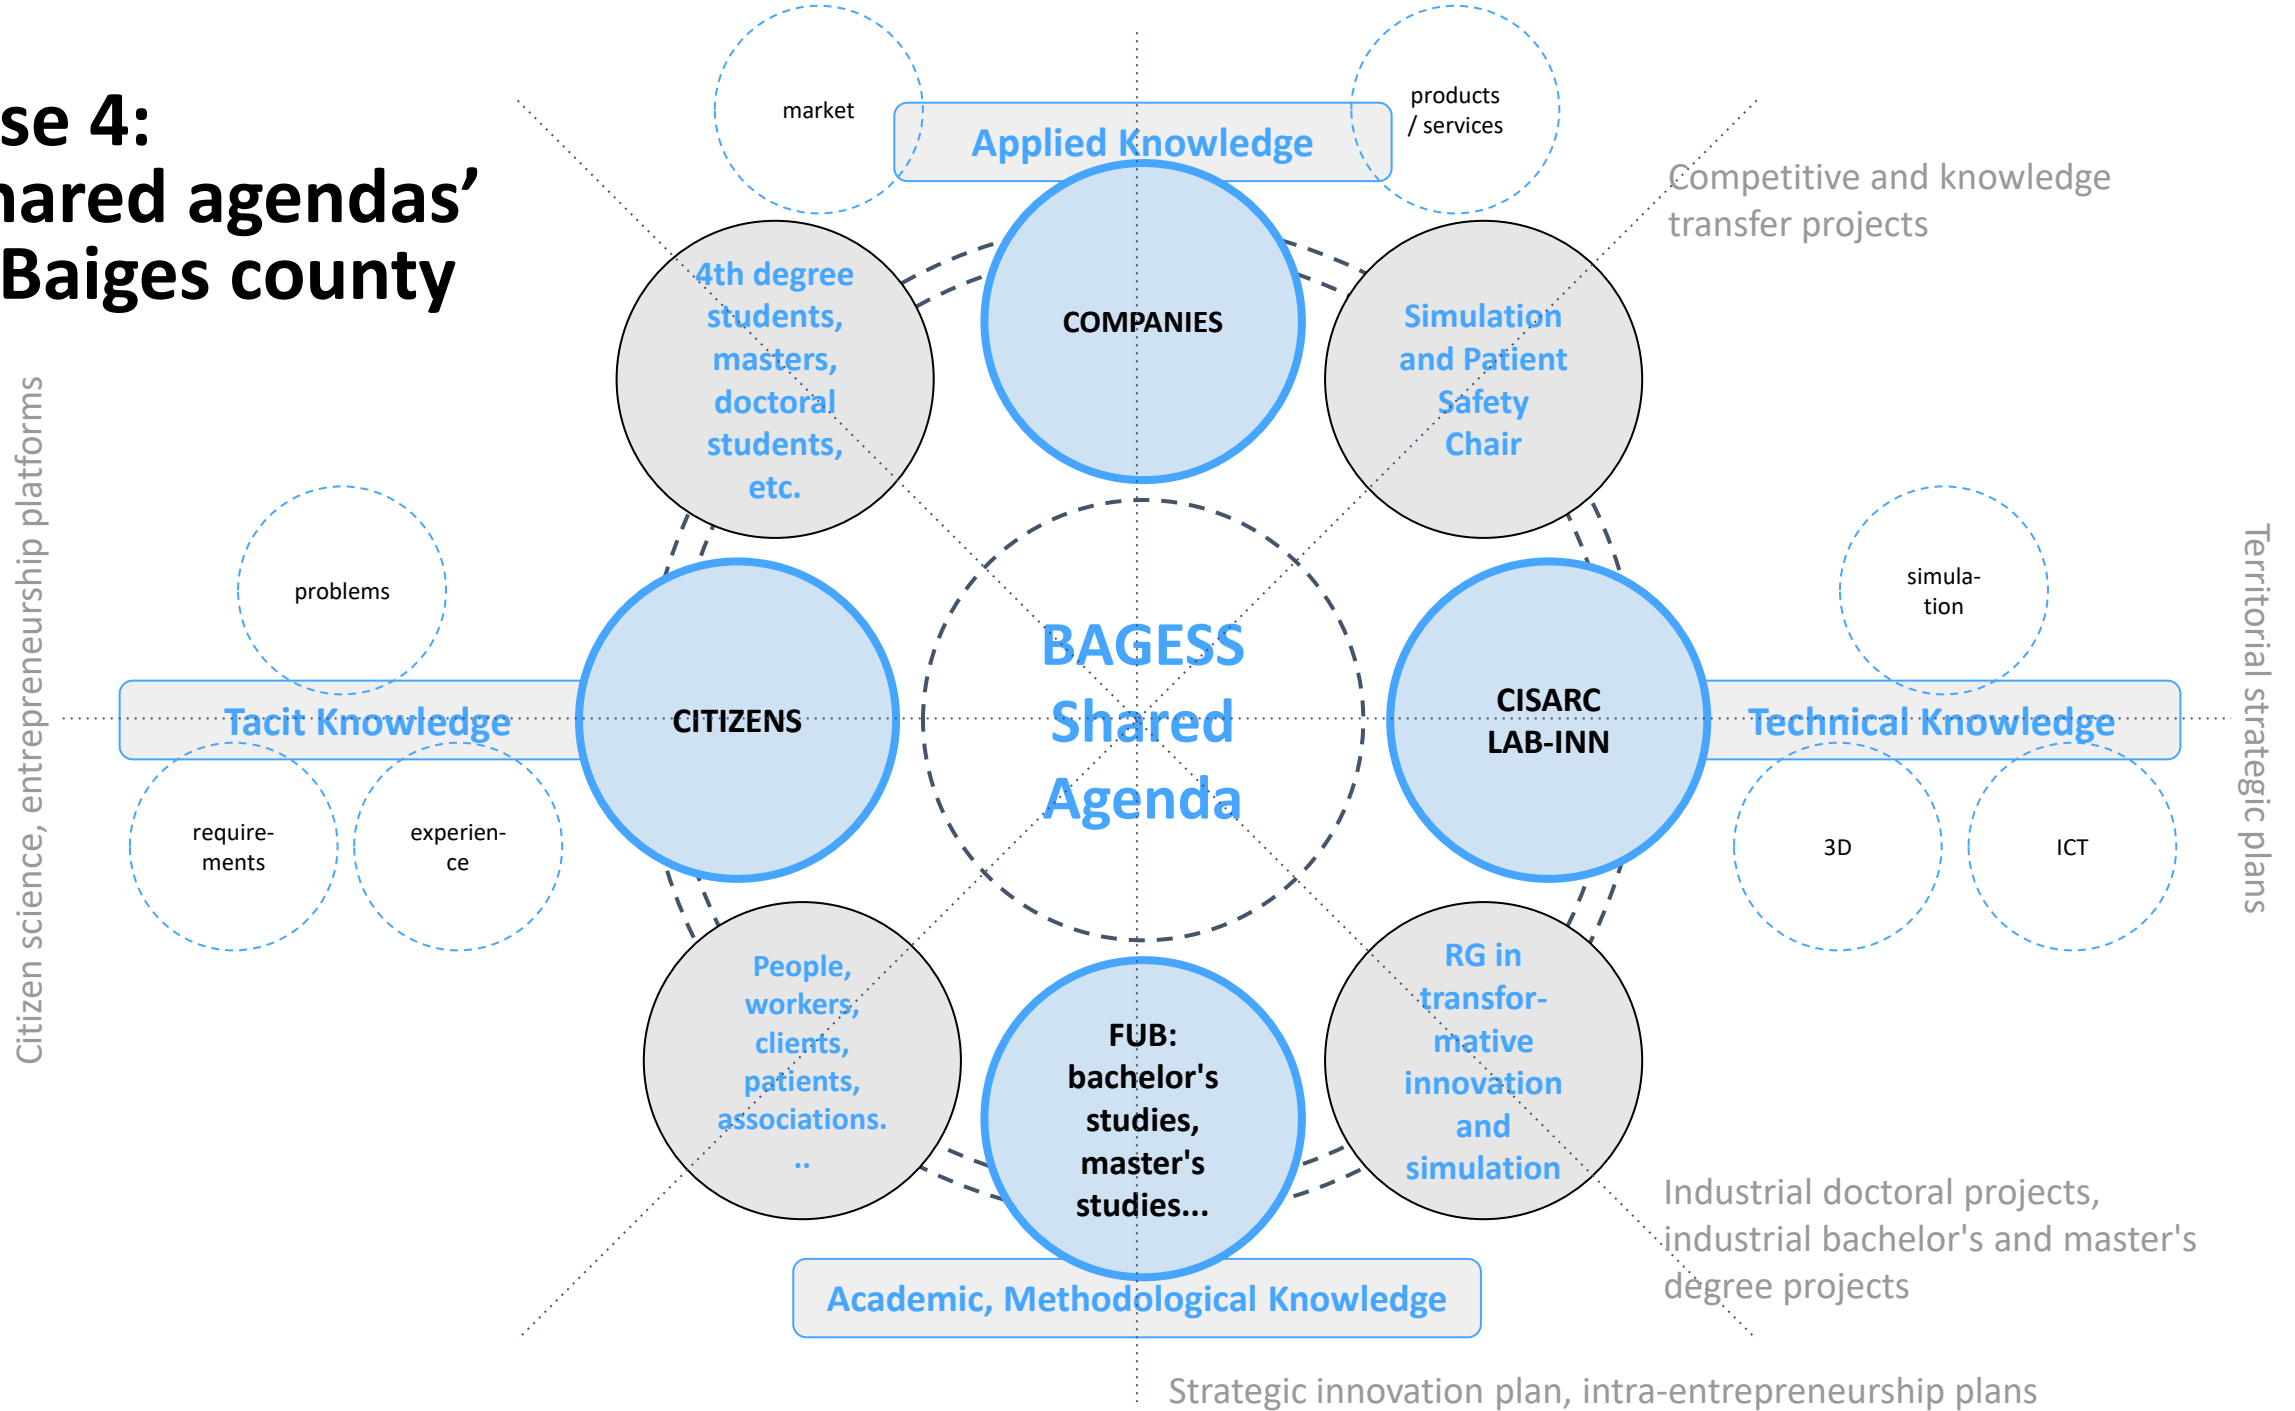 se 4:
hared agendas’
Baiges county
market
Applied Knowledge
products
/ services
Competitive and knowledge
transfer projects
4th degree
students,
masters,
doctoral
students,
etc.
COMPANIES
Simulation
and Patient
Safety
Chair
Citizen science, entrepreneurship platforms
problems
Tacit Knowledge
require-
ments
experien-
ce
CITIZENS
BAGESS
Shared
Agenda
CISARC
LAB-INN
simula-
tion
Technical Knowledge
3D
ICT
Territorial strategic plans
People,
workers,
clients,
patients,
associations.
..
FUB:
bachelor's
studies,
master's
studies...
RG in
transfor-
mative
innovation
and
simulation
Industrial doctoral projects,
industrial bachelor's and master's
degree projects
Academic, Methodological Knowledge
Strategic innovation plan, intra-entrepreneurship plans